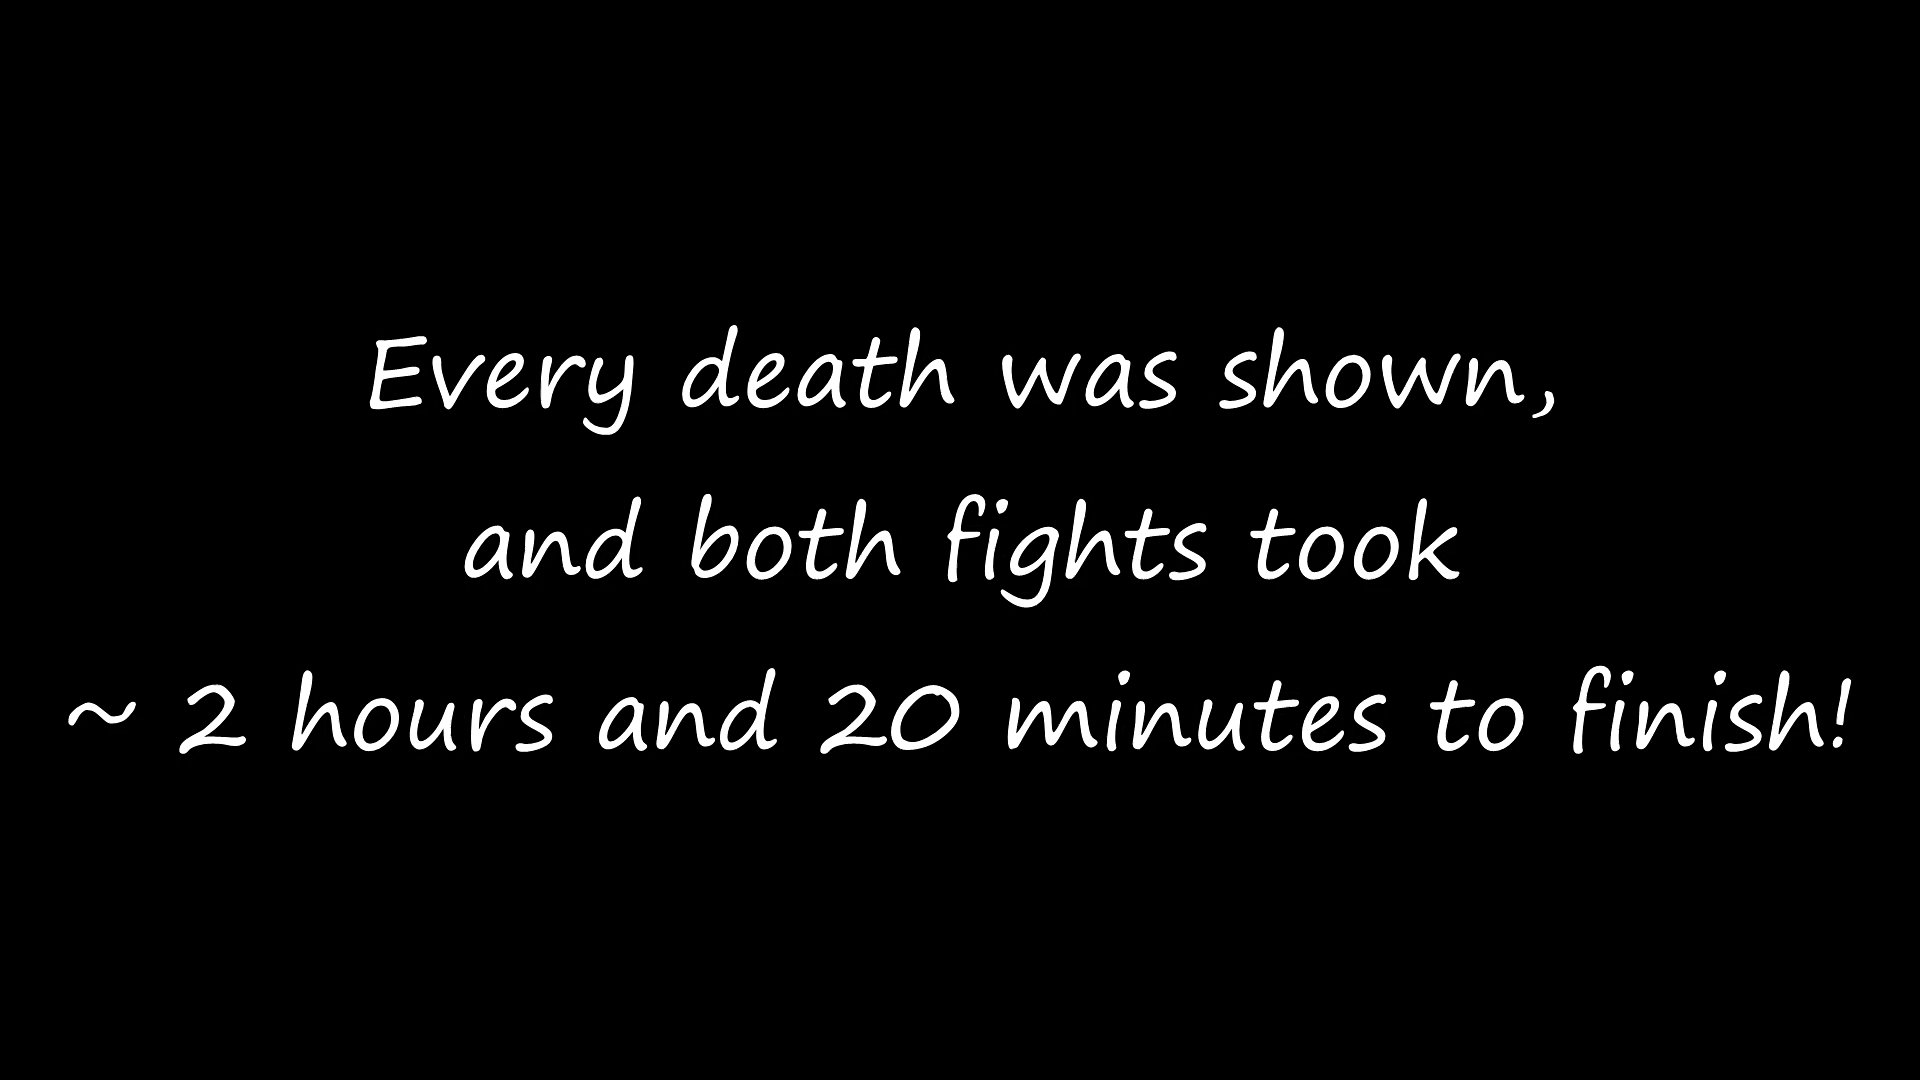 Every death was shown,
and both fights took
~ 2 hours and 20 minutes to finish!